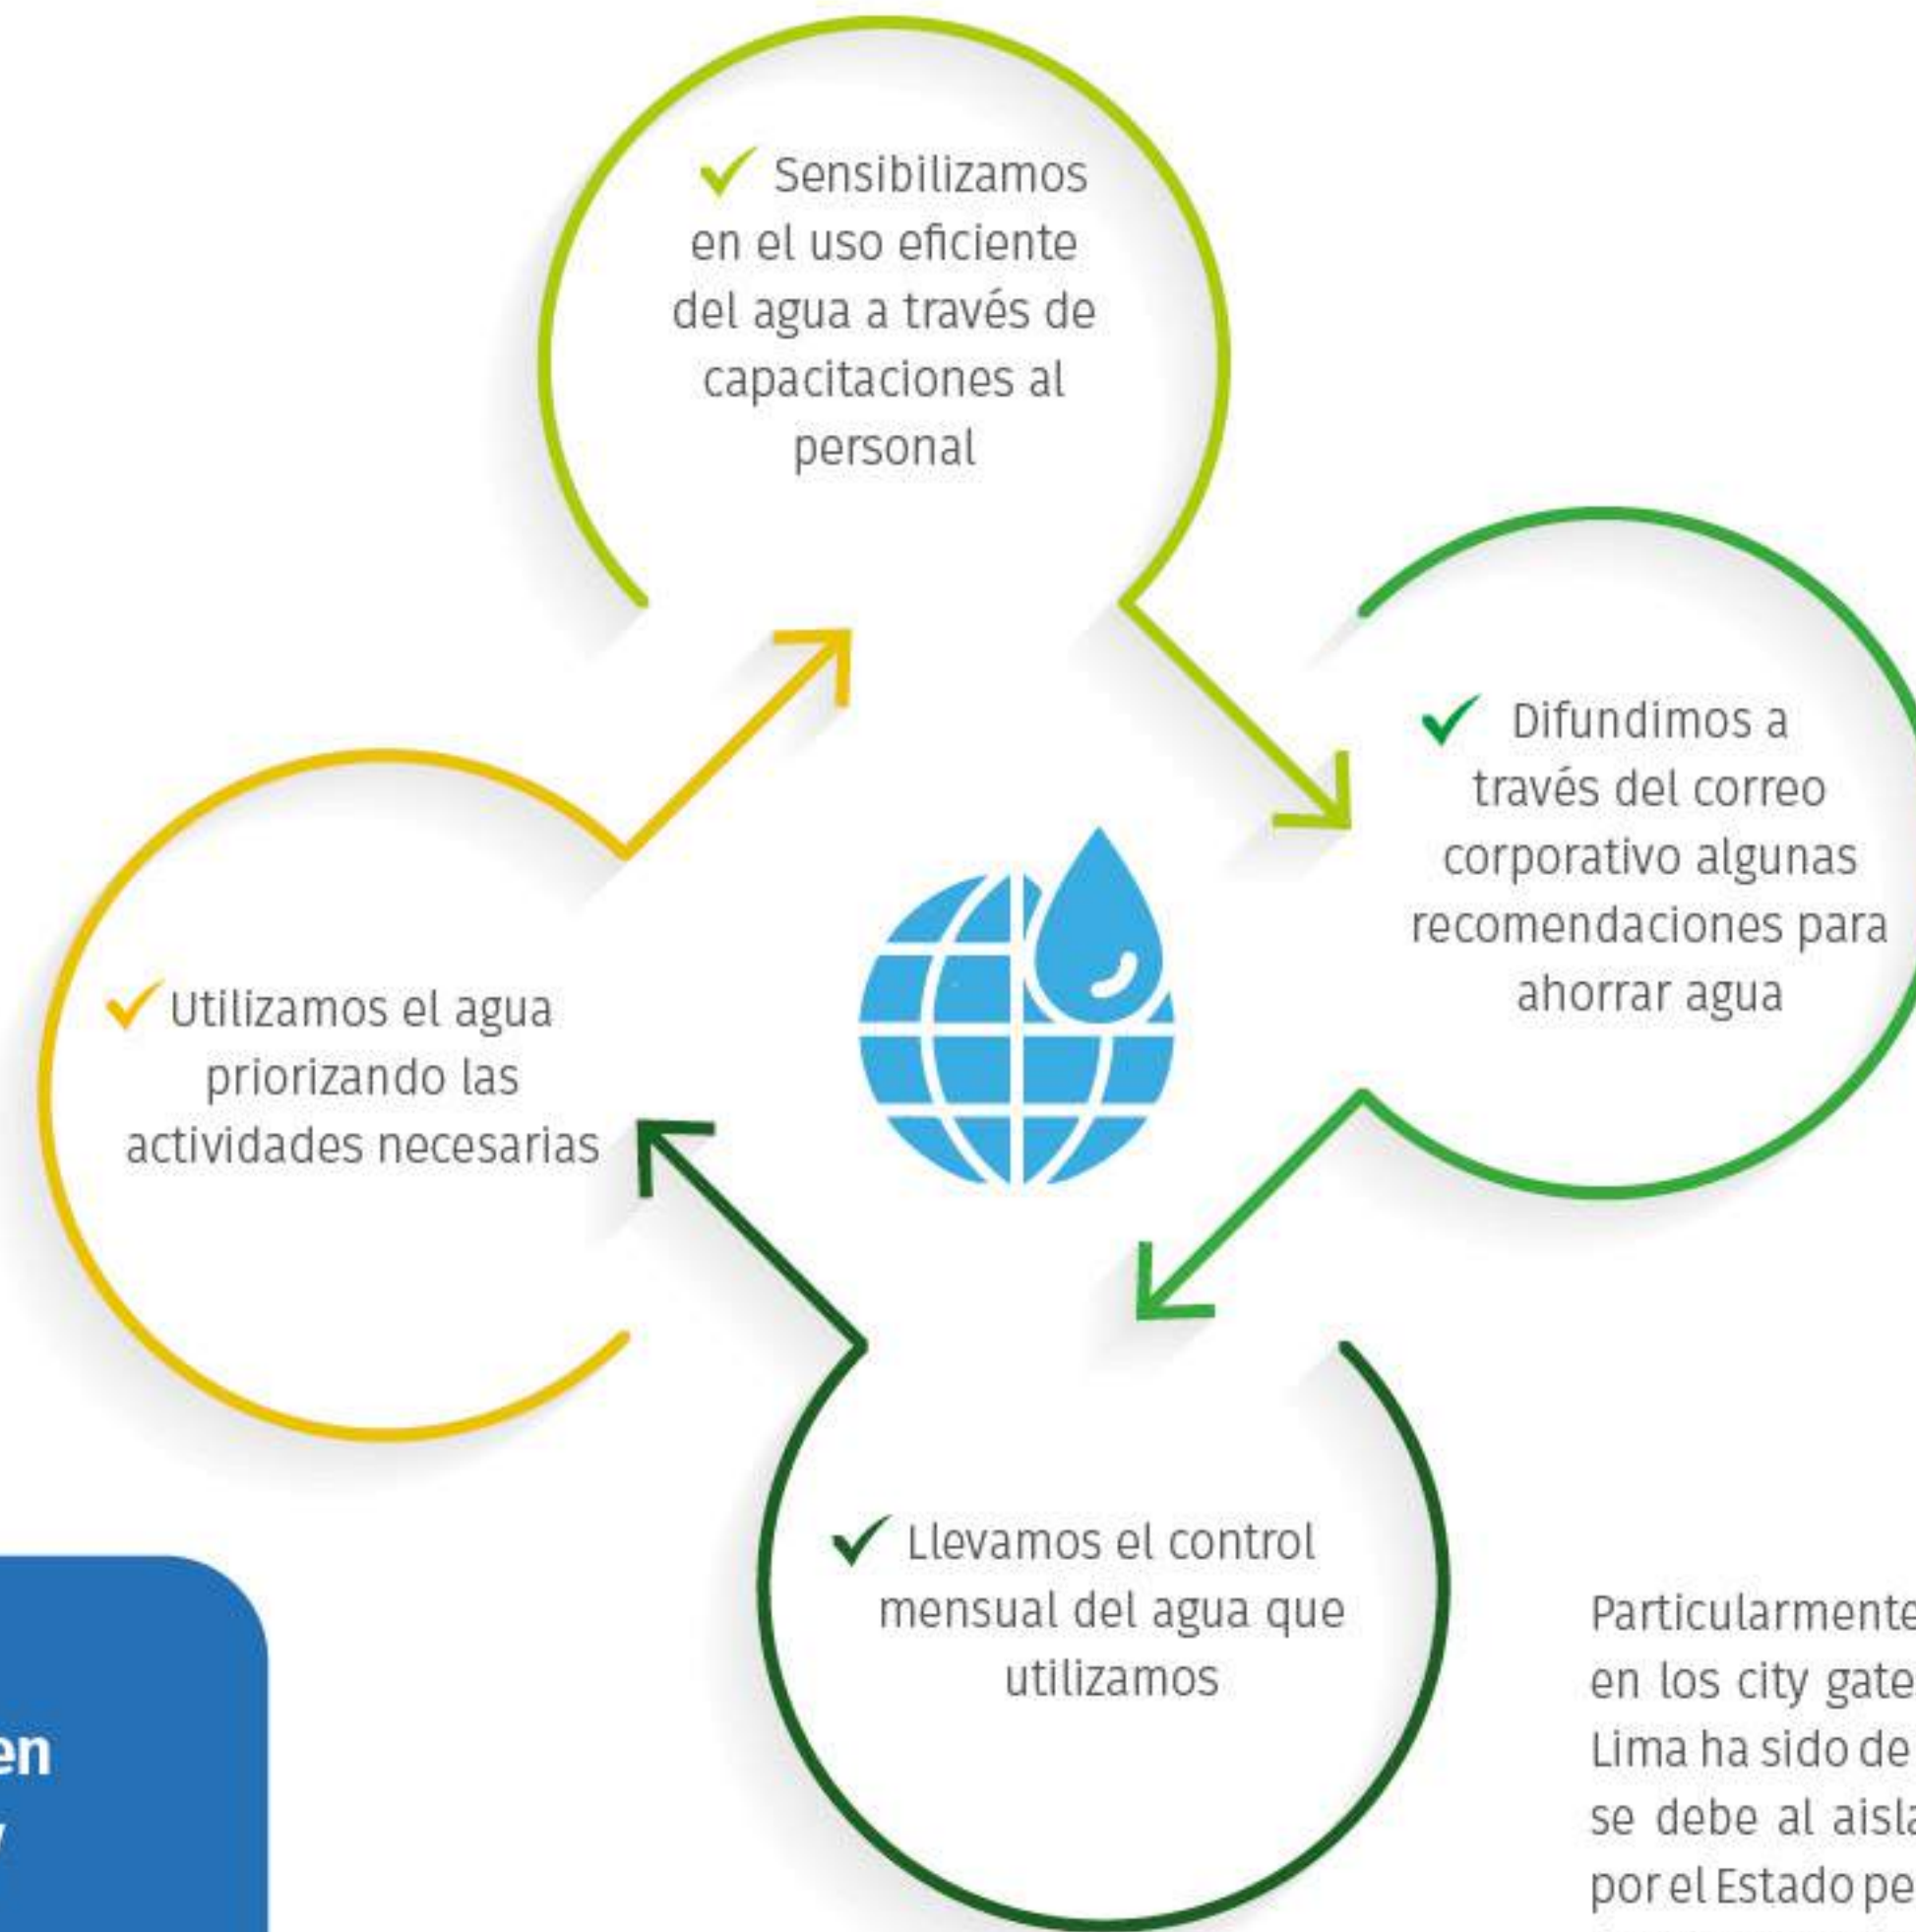 Sensibilizamos
en el uso eficiente
del agua a través de
capacitaciones al
personal
Difundimos a
través del correo
corporativo algunas
recomendaciones para
ahorrar agua
Utilizamos el agua
priorizando las
actividades necesarias
Llevamos el control
mensual del agua que
utilizamos
en
Particularmente
en los city gate
Lima ha sido de
se debe al
por el Estado